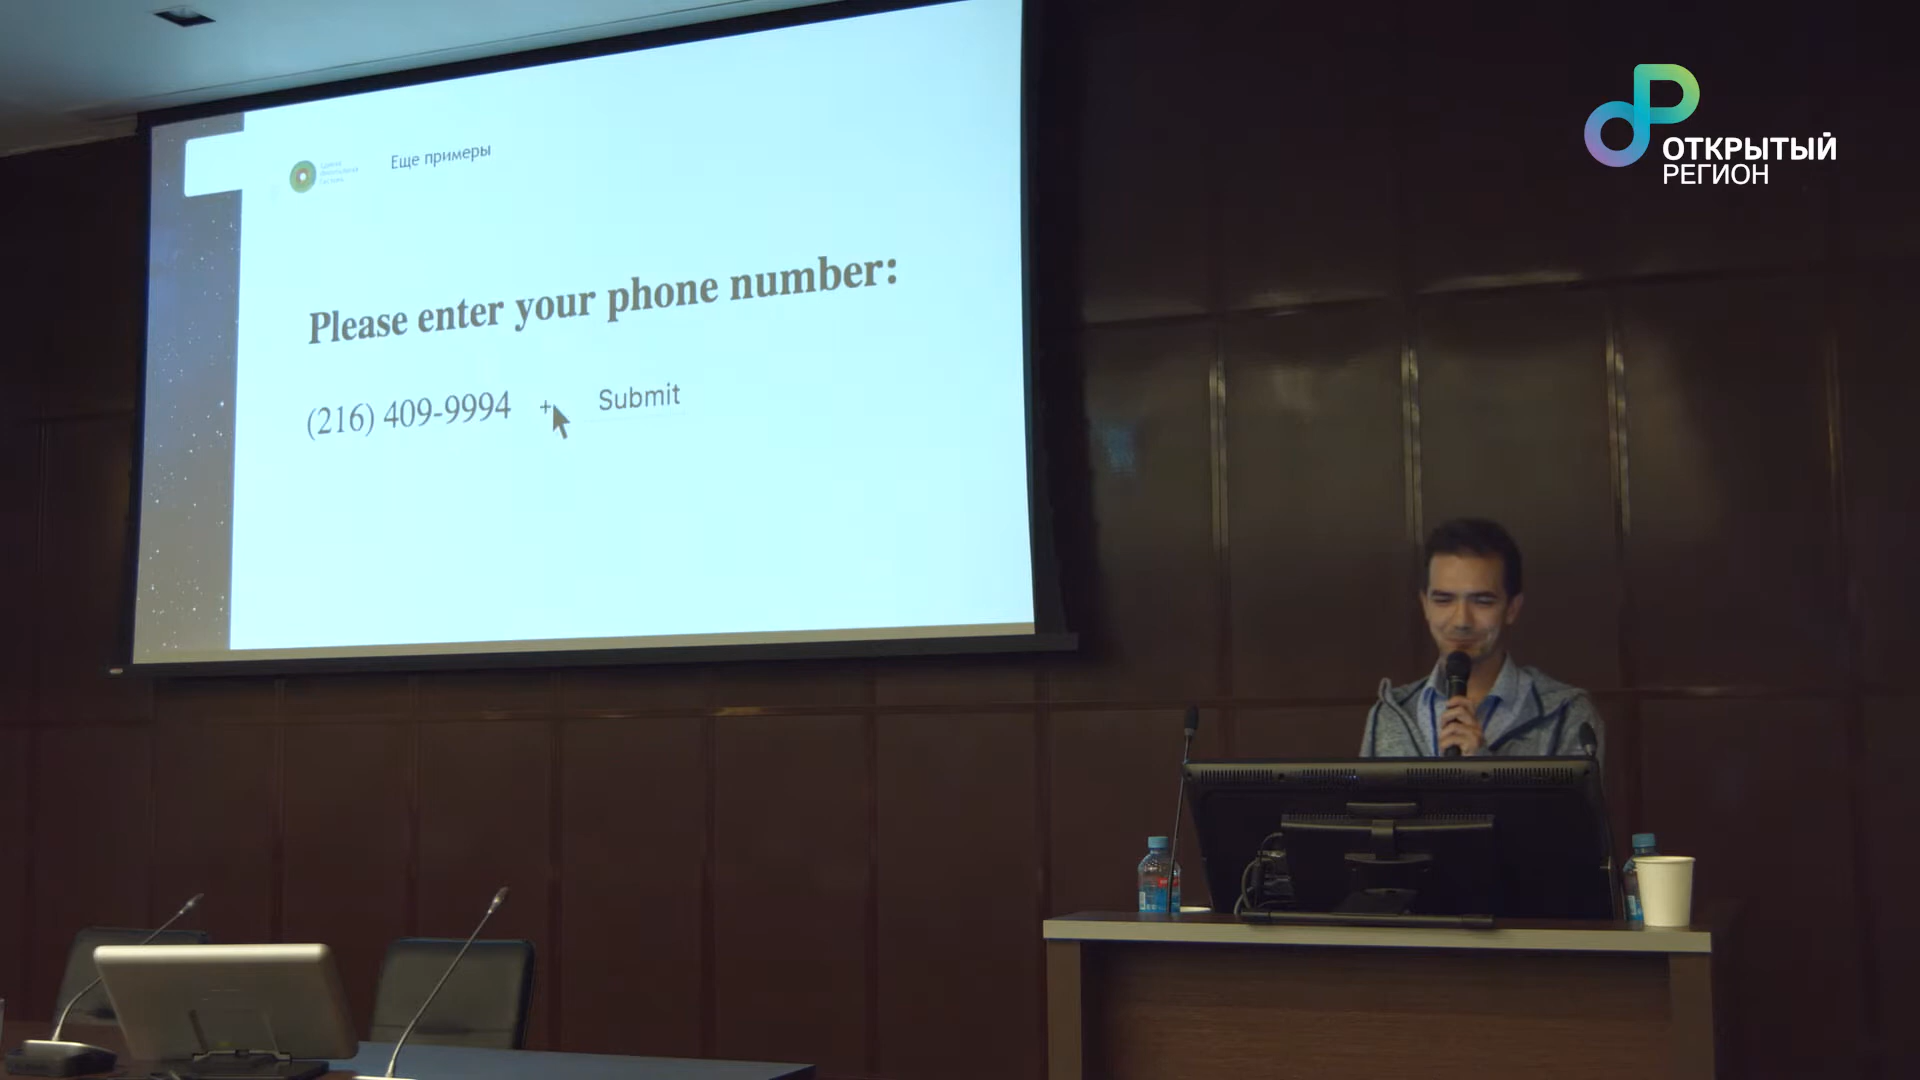 Еще примеры
Please enter your phone number:
(216) 409-9994 + Submit
ОТКРЫТЫЙ
РЕГИОН